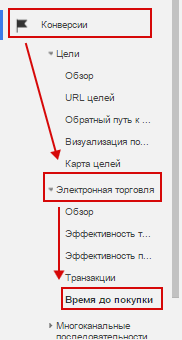 Конверсии
Цели
Обзор
URL целей
Обратный путь к ...
Визуализация по...
Карта целей
Электронная торговля
Обзор
Эффективность т...
Эффективность п...
Транзакции
Время до покупки
Многоканальные
последовательности